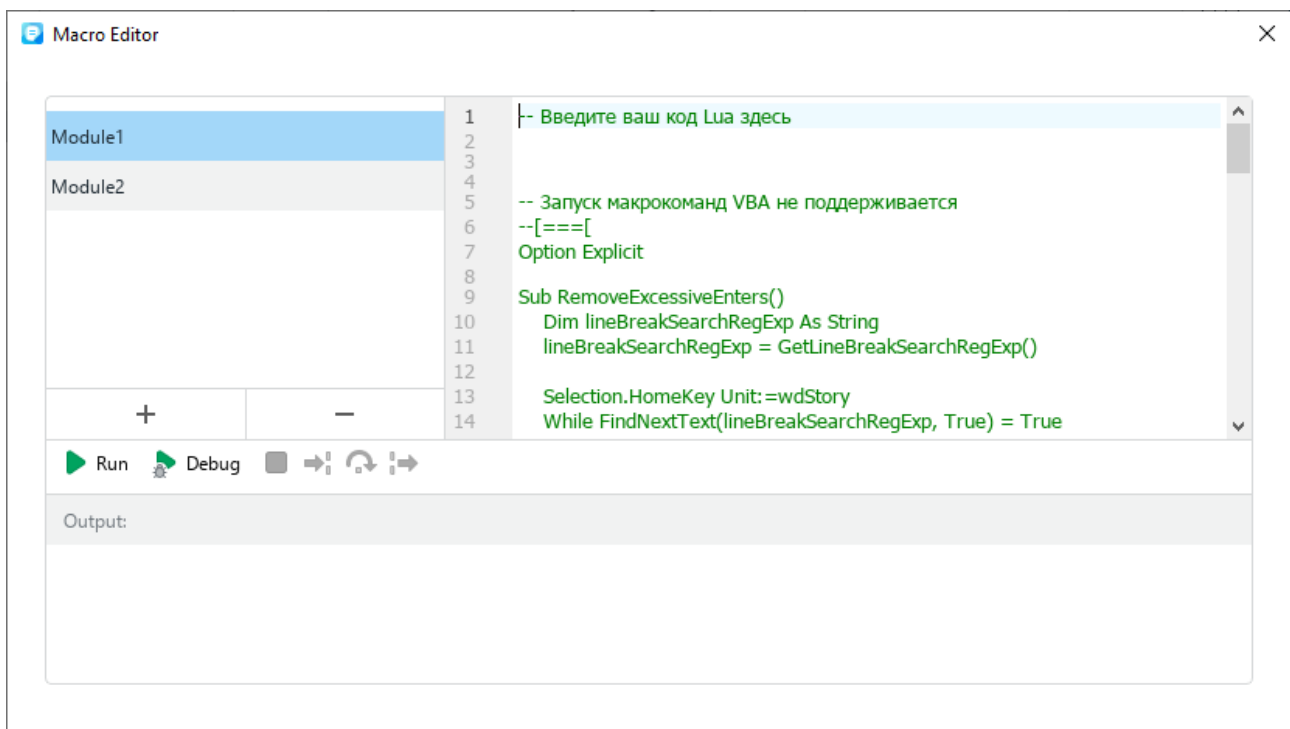 Macro Editor
Module1
Module2
+
−
1 -- Введите ваш код Lua здесь
2
3
4
5 -- Запуск макрокоманд VBA не поддерживается
6 --[===[
7 Option Explicit
8
9 Sub RemoveExcessiveEnters()
10 Dim lineBreakSearchRegExp As String
11 lineBreakSearchRegExp = GetLineBreakSearchRegExp()
12
13 Selection.HomeKey Unit:=wdStory
14 While FindNextText(lineBreakSearchRegExp, True) = True
Run Debug
Output: